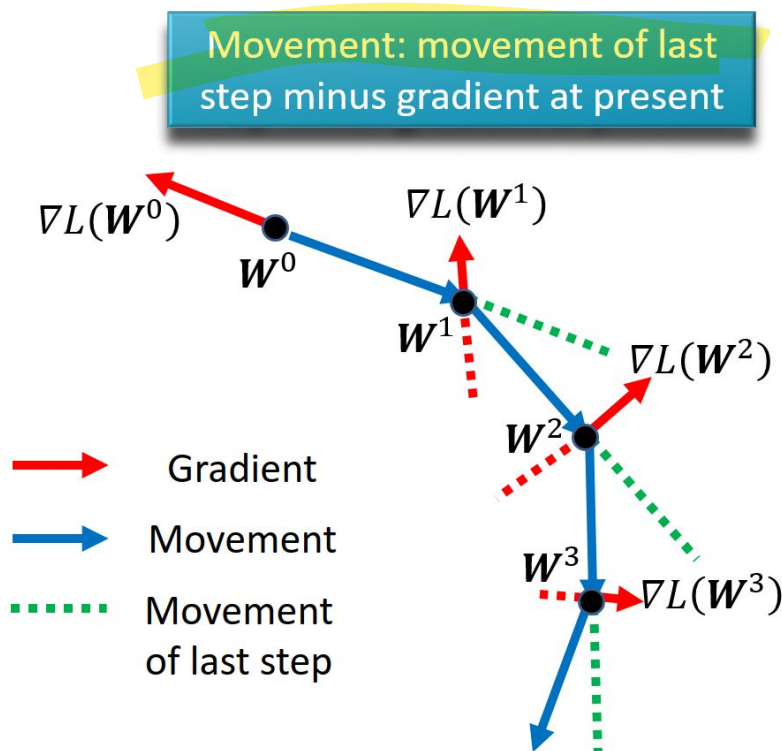 Movement: movement of last
step minus gradient at present
∇L(𝑾⁰)
𝑾⁰
∇L(𝑾¹)
𝑾¹
∇L(𝑾²)
𝑾²
𝑾³
∇L(𝑾³)
Gradient
Movement
Movement
of last step